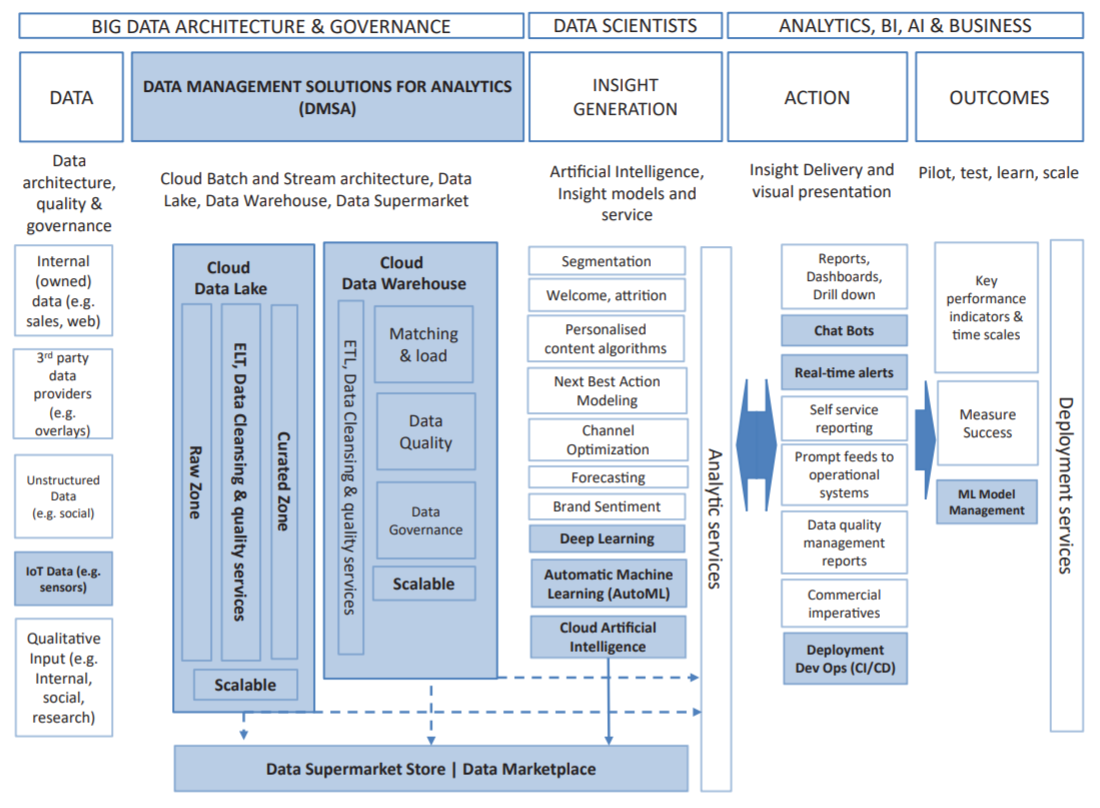 BIG DATA ARCHITECTURE & GOVERNANCE
DATA SCIENTISTS
ANALYTICS, BI, AI & BUSINESS
DATA
DATA MANAGEMENT SOLUTIONS FOR ANALYTICS
(DMSA)
INSIGHT
GENERATION
ACTION
OUTCOMES
Data
architecture,
quality &
governance
Cloud Batch and Stream architecture, Data
Lake, Data Warehouse, Data Supermarket
Artificial Intelligence,
Insight models and
service
Insight Delivery and
visual presentation
Pilot, test, learn, scale
Internal
(owned)
data (e.g.
sales, web)
3rd party
data
providers
(e.g.
overlays)
Unstructured
Data
(e.g. social)
IoT Data (e.g.
sensors)
Qualitative
Input (e.g.
Internal,
social,
research)
Cloud
Data Lake
Raw Zone
ELT, Data Cleansing & quality services
Curated Zone
Scalable
Cloud
Data Warehouse
ETL, Data Cleansing & quality services
Matching
& load
Data
Quality
Data
Governance
Scalable
Segmentation
Welcome, attrition
Personalised
content algorithms
Next Best Action
Modeling
Channel
Optimization
Forecasting
Brand Sentiment
Deep Learning
Automatic Machine
Learning (AutoML)
Cloud Artificial
Intelligence
Analytic services
Reports,
Dashboards,
Drill down
Chat Bots
Real-time alerts
Self service
reporting
Prompt feeds to
operational
systems
Data quality
management
reports
Commercial
imperatives
Deployment
Dev Ops (CI/CD)
Key
performance
indicators &
time scales
Measure
Success
ML Model
Management
Deployment services
Data Supermarket Store | Data Marketplace